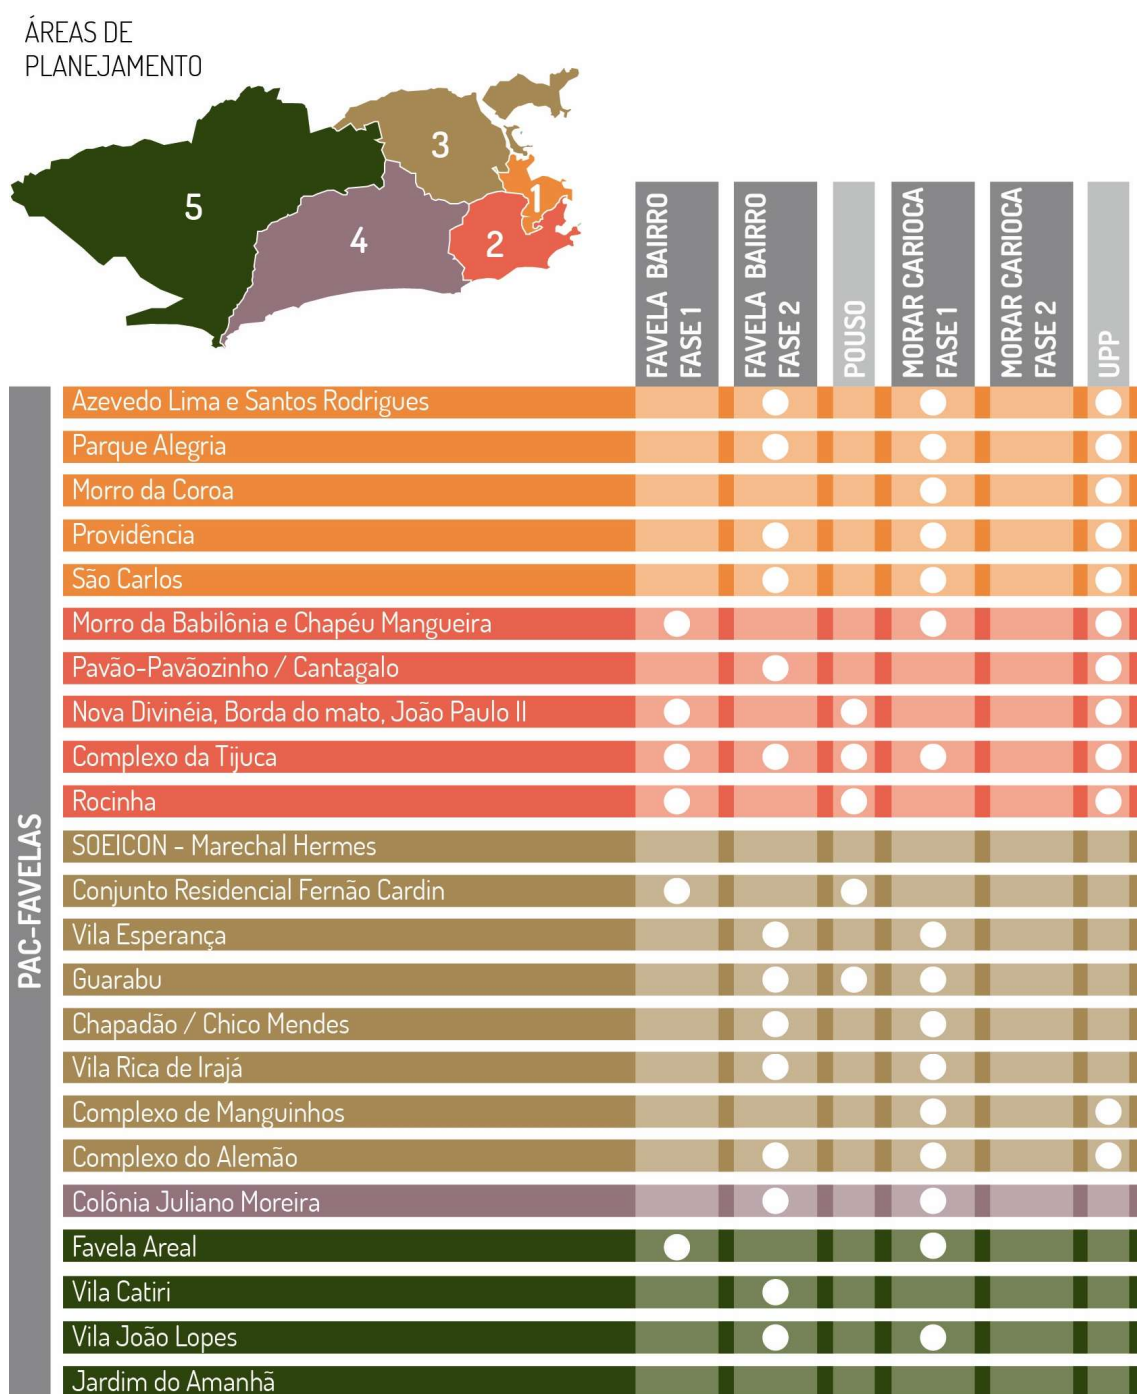 ÁREAS DE
PLANEJAMENTO
3
1
5
4
2
FAVELA BAIRRO
FASE 1
FAVELA BAIRRO
FASE 2
POUSO
MORAR CARIOCA
FASE 1
MORAR CARIOCA
FASE 2
UPP
PAC-FAVELAS
Azevedo Lima e Santos Rodrigues
Parque Alegria
Morro da Coroa
Providência
São Carlos
Morro da Babilônia e Chapéu Mangueira
Pavão-Pavãozinho / Cantagalo
Nova Divinéia, Borda do mato, João Paulo II
Complexo da Tijuca
Rocinha
SOEICON - Marechal Hermes
Conjunto Residencial Fernão Cardin
Vila Esperança
Guarabu
Chapadão / Chico Mendes
Vila Rica de Irajá
Complexo de Manguinhos
Complexo do Alemão
Colônia Juliano Moreira
Favela Areal
Vila Catiri
Vila João Lopes
Jardim do Amanhã